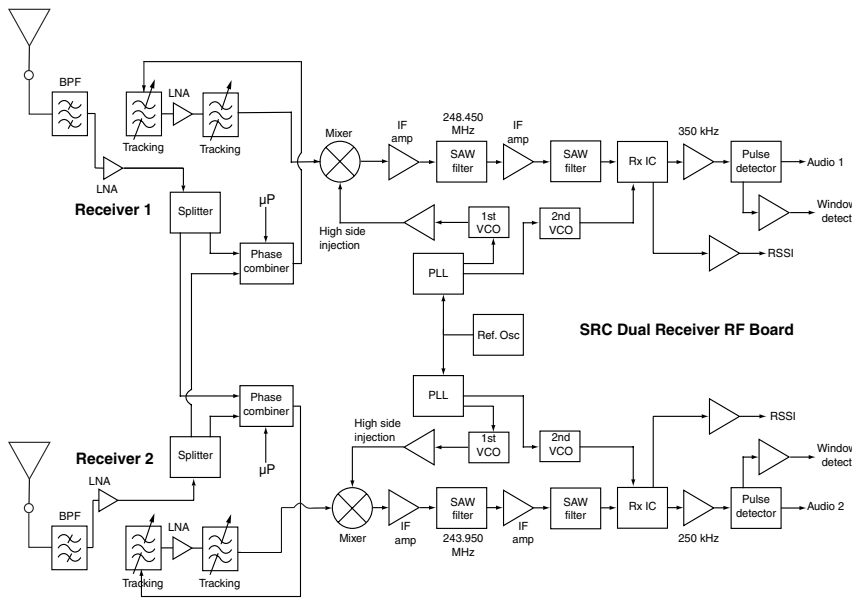 BPF
LNA
LNA
Tracking
Tracking
Receiver 1
Splitter
µP
Phase
combiner
Mixer
High side
injection
IF
amp
248.450
MHz
SAW
filter
IF
amp
SAW
filter
Rx IC
350 kHz
Pulse
detector
Audio 1
Window
detect
RSSI
1st
VCO
2nd
VCO
PLL
Ref. Osc
SRC Dual Receiver RF Board
PLL
1st
VCO
2nd
VCO
High side
injection
Phase
combiner
µP
Receiver 2
Splitter
LNA
BPF
LNA
Tracking
Tracking
Mixer
IF
amp
SAW
filter
243.950
MHz
IF
amp
SAW
filter
Rx IC
250 kHz
Pulse
detector
RSSI
Window
detect
Audio 2